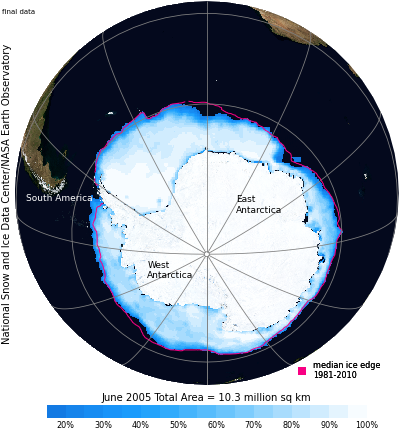 final data
National Snow and Ice Data Center/NASA Earth Observatory
South America
East
Antarctica
West
Antarctica
median ice edge
1981-2010
June 2005 Total Area = 10.3 million sq km
20% 30% 40% 50% 60% 70% 80% 90% 100%